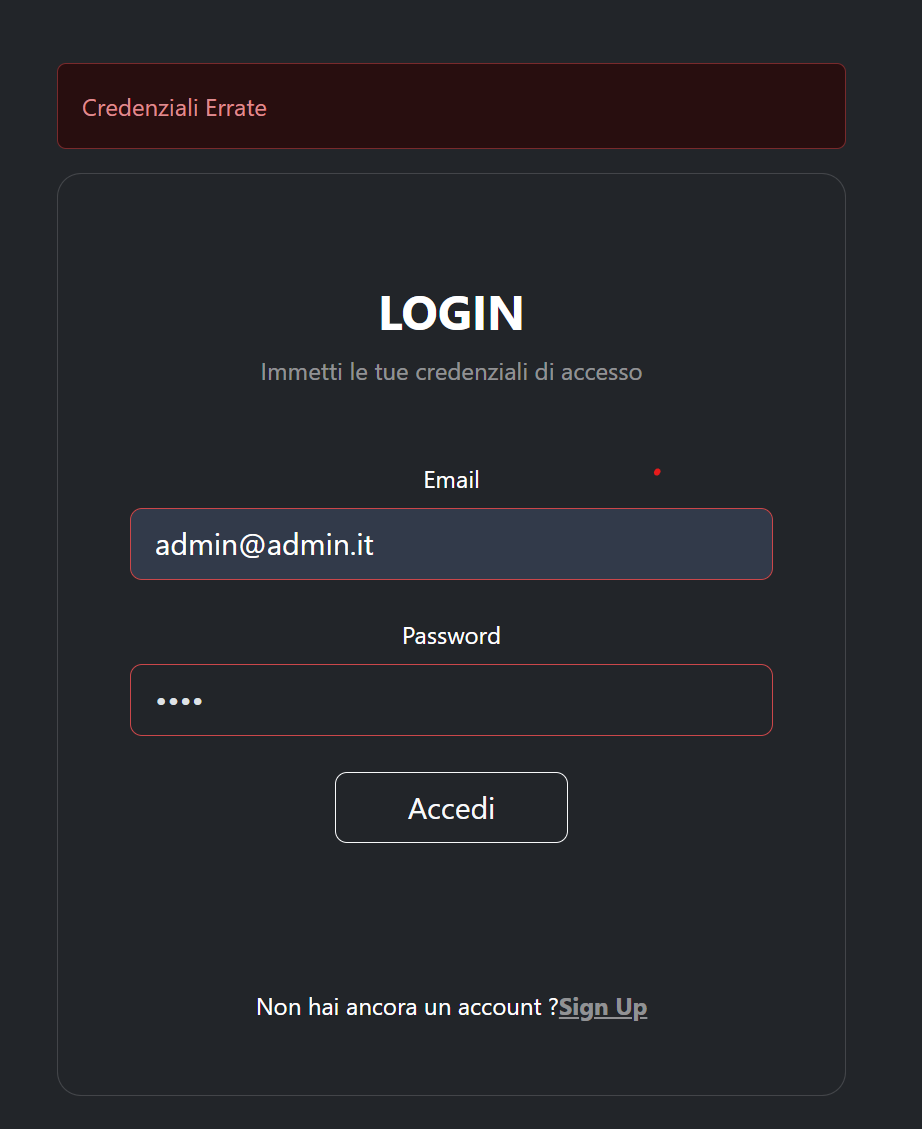 Credenziali Errate
LOGIN
Immetti le tue credenziali di accesso
Email
admin@admin.it
Password
••••
Accedi
Non hai ancora un account ?Sign Up